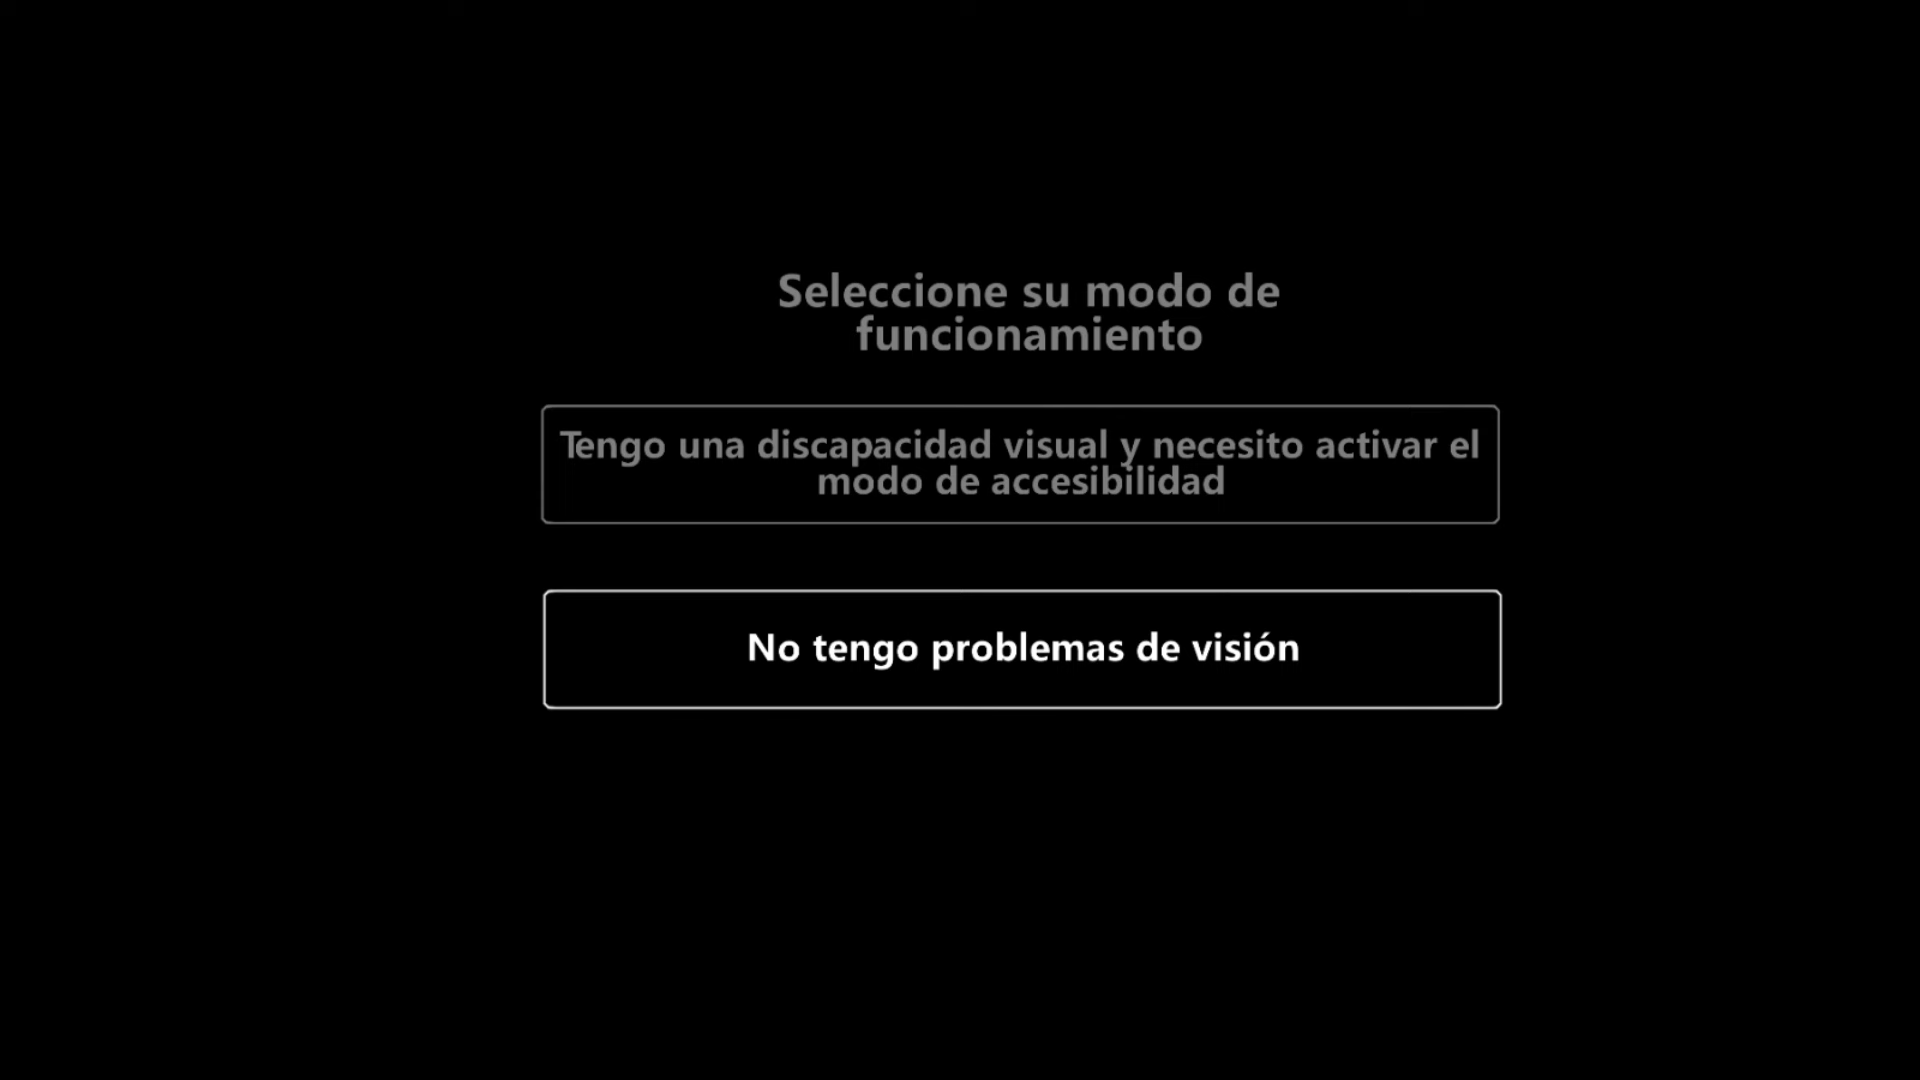 Seleccione su modo de
funcionamiento
Tengo una discapacidad visual y necesito activar el
modo de accesibilidad
No tengo problemas de visión